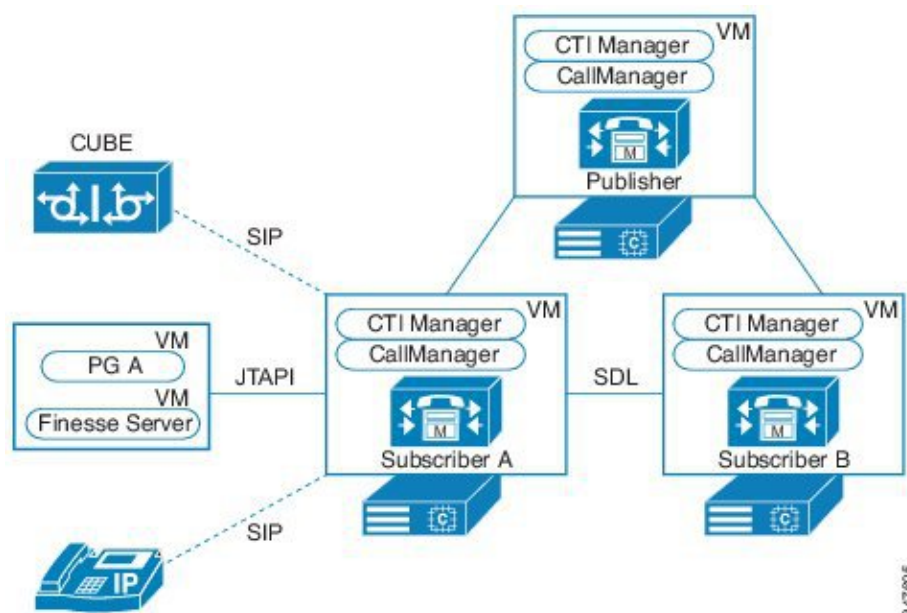 VM
CTI Manager
CallManager
M
Publisher
C
CUBE
SIP
VM
PG A
VM
Finesse Server
JTAPI
VM
CTI Manager
CallManager
M
Subscriber A
C
SDL
VM
CTI Manager
CallManager
M
Subscriber B
C
SIP
IP